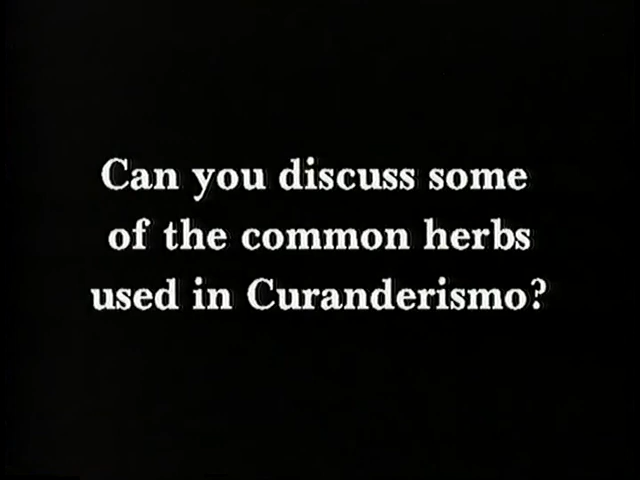 Can you discuss some
of the common herbs
used in Curanderismo?